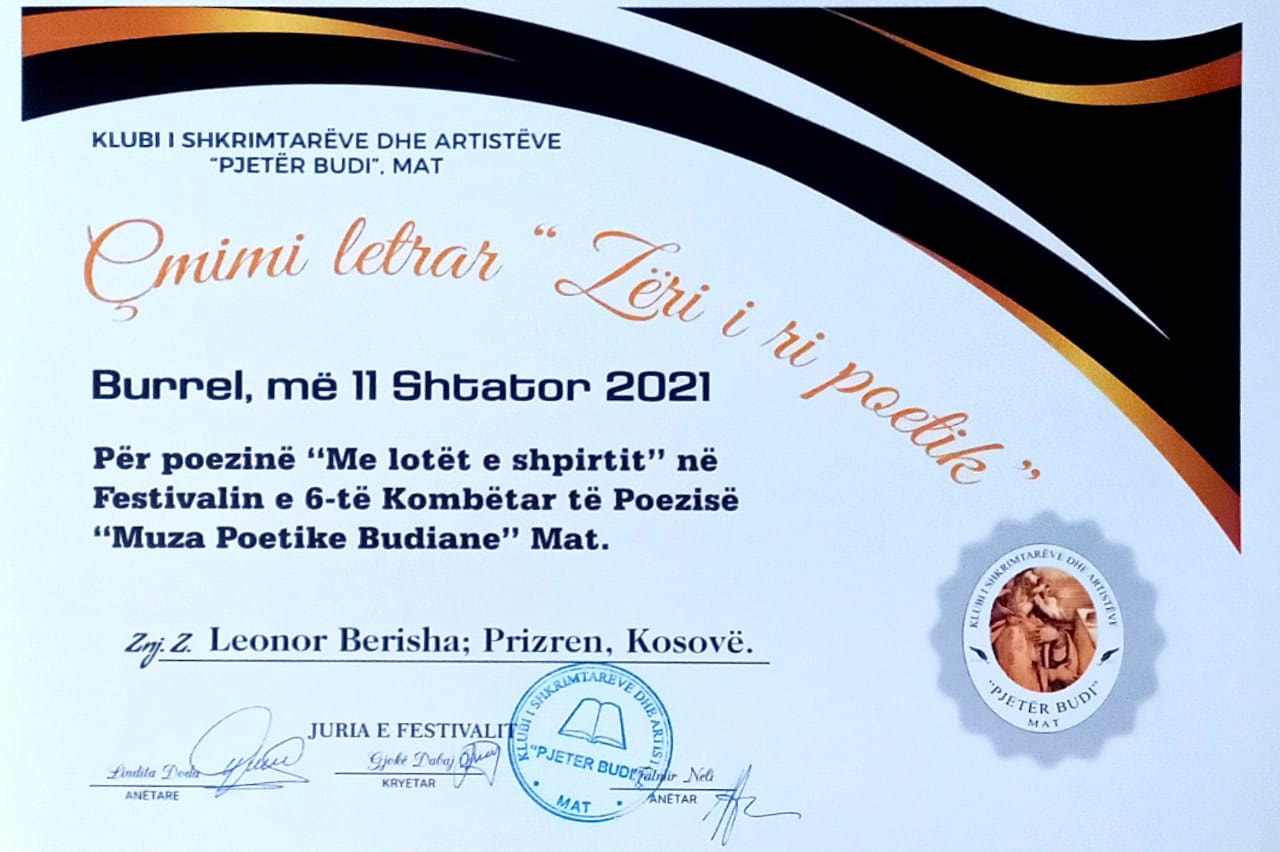 KLUBI I SHKRIMTARËVE DHE ARTISTËVE
“PJETËR BUDI”, MAT
Çmimi letrar “Zëri i ri poetik”
Burrel, më 11 Shtator 2021
Për poezinë “Me lotët e shpirtit” në
Festivalin e 6-të Kombëtar të Poezisë
“Muza Poetike Budiane” Mat.
Znj. Z. Leonor Berisha; Prizren, Kosovë.
KLUBI I SHKRIMTARËVE DHE ARTISTËVE
“PJETËR BUDI”
MAT
JURIA E FESTIVALIT
Lindita Doda
ANËTARE
Gjokë Dabaj
KRYETAR
KLUBI I SHKRIMTARËVE DHE ARTIST
“PJETER BUDI”
MAT
Neli
ANËTAR